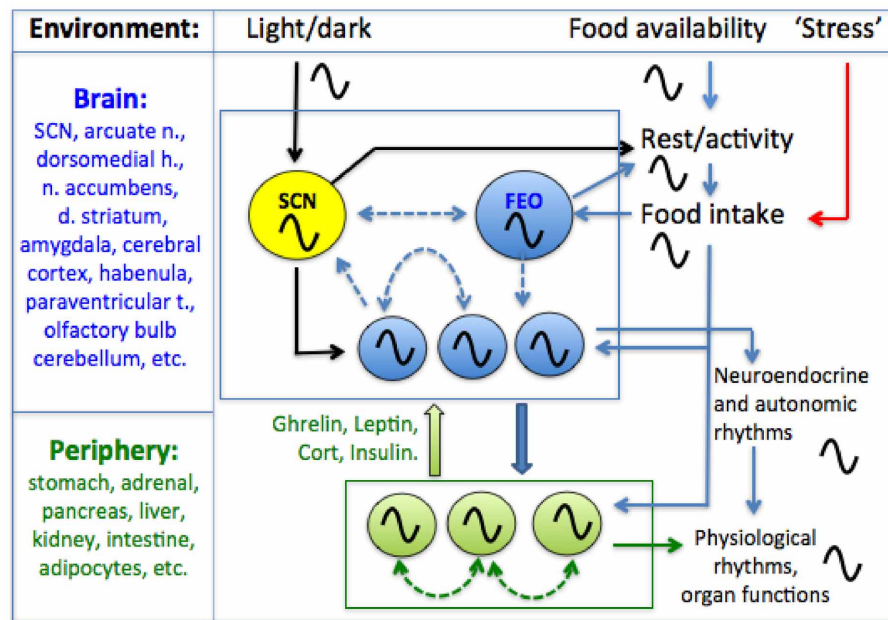 Environment:
Light/dark
Food availability
'Stress'
Brain:
SCN, arcuate n.,
dorsomedial h.,
n. accumbens,
d. striatum,
amygdala, cerebral
cortex, habenula,
paraventricular t.,
olfactory bulb
cerebellum, etc.
SCN
FEO
Rest/activity
Food intake
Neuroendocrine
and autonomic
rhythms
Ghrelin, Leptin,
Cort, Insulin.
Periphery:
stomach, adrenal,
pancreas, liver,
kidney, intestine,
adipocytes, etc.
Physiological
rhythms,
organ functions